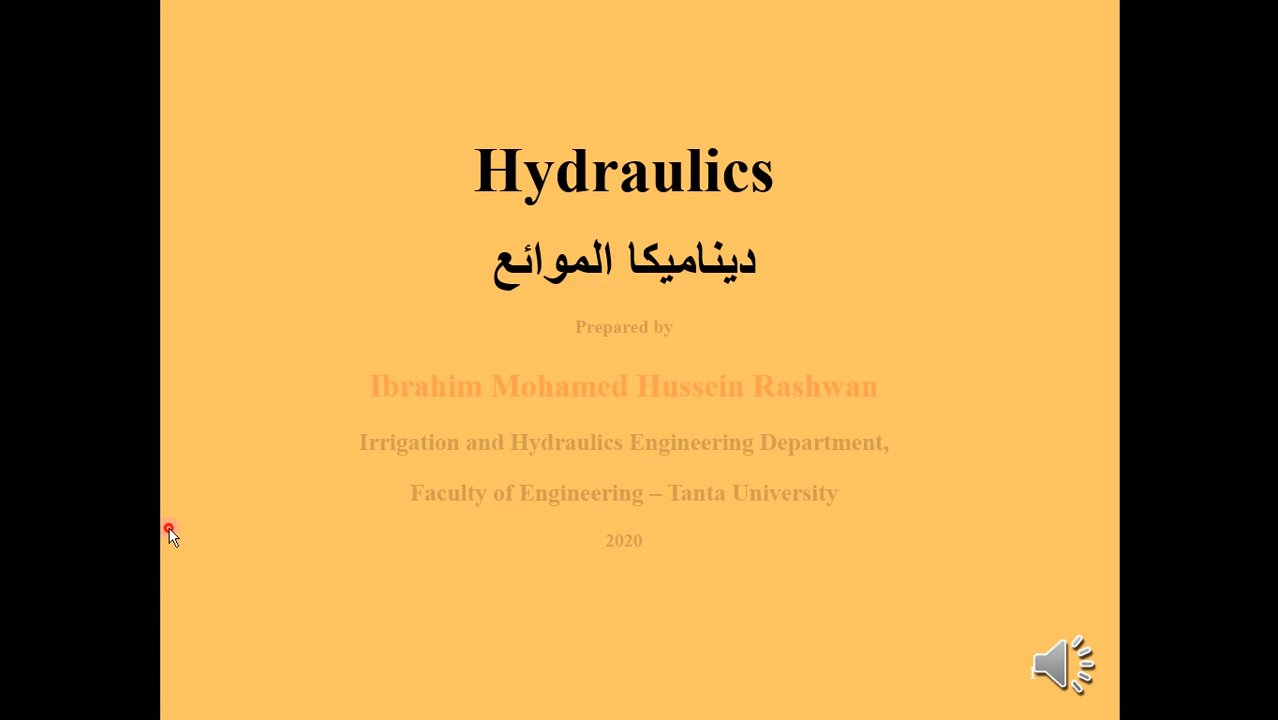 Hydraulics
ديناميكا الموائع
Prepared by
Ibrahim Mohamed Hussein Rashwan
Irrigation and Hydraulics Engineering Department,
Faculty of Engineering – Tanta University
2020